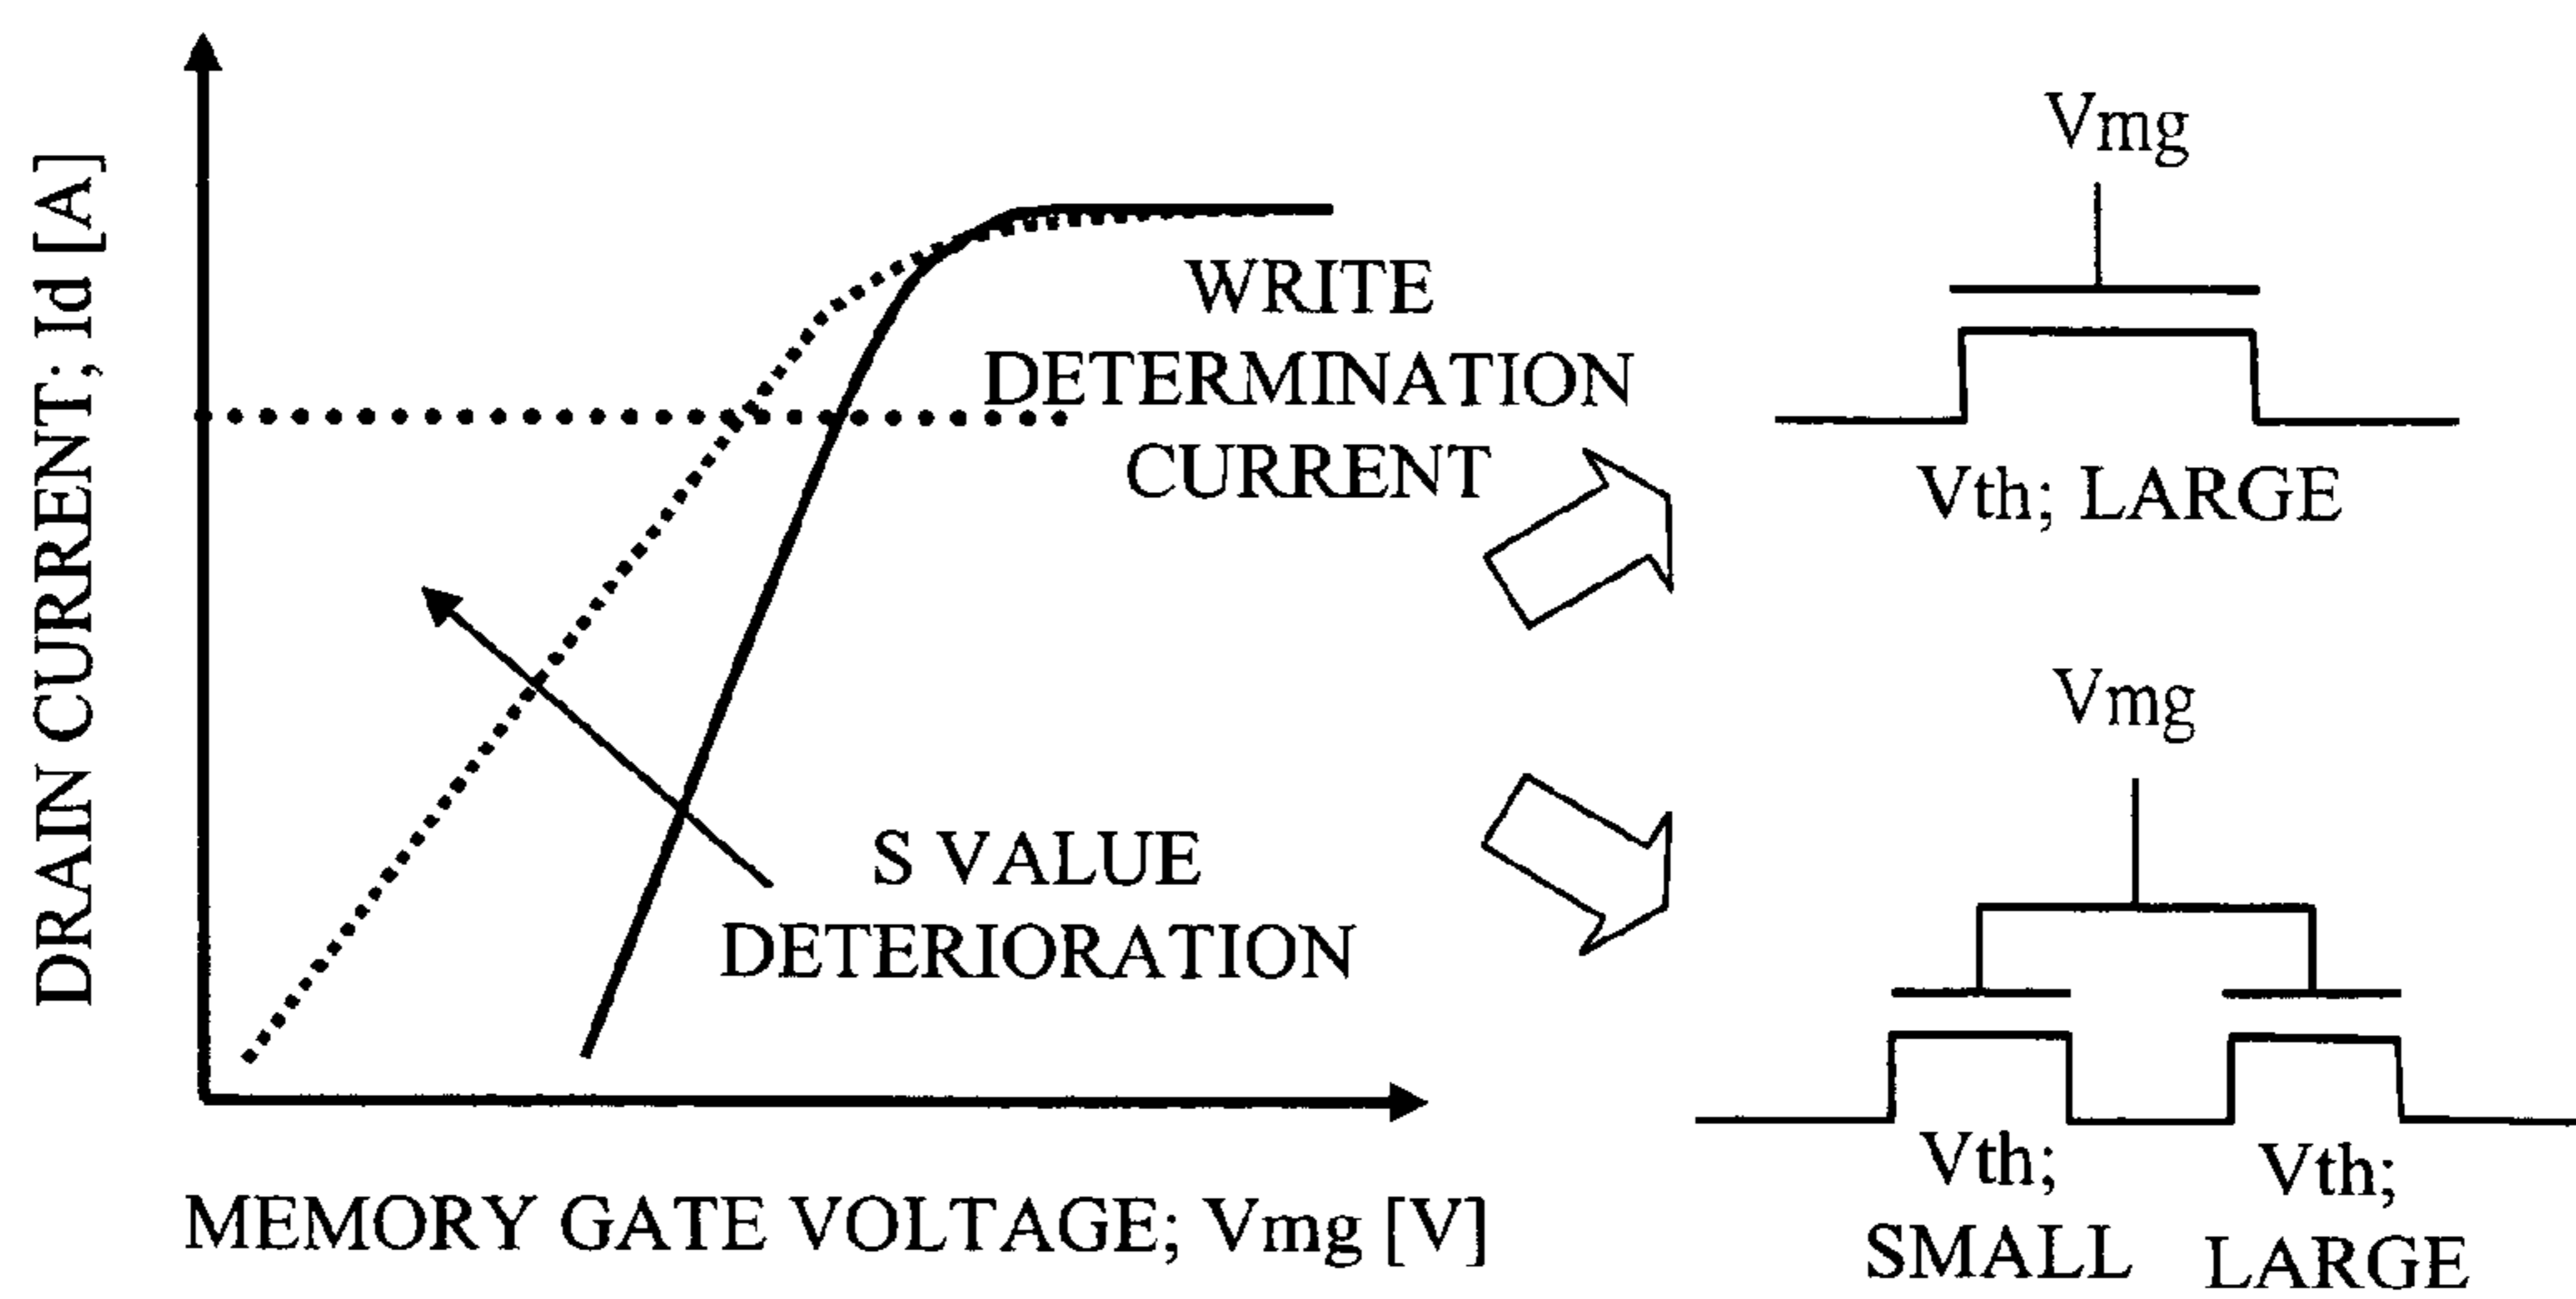 DRAIN CURRENT; Id [A]
WRITE
DETERMINATION
CURRENT
S VALUE
DETERIORATION
MEMORY GATE VOLTAGE; Vmg [V]
Vmg
Vth; LARGE
Vmg
Vth;
SMALL
Vth;
LARGE